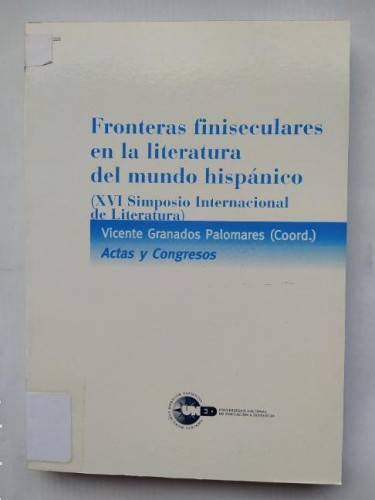 Fronteras finiseculares
en la literatura
del mundo hispánico
(XVI Simposio Internacional
de Literatura)
Vicente Granados Palomares (Coord.)
Actas y Congresos
UNED
UNIVERSIDAD NACIONAL
DE EDUCACIÓN A DISTANCIA